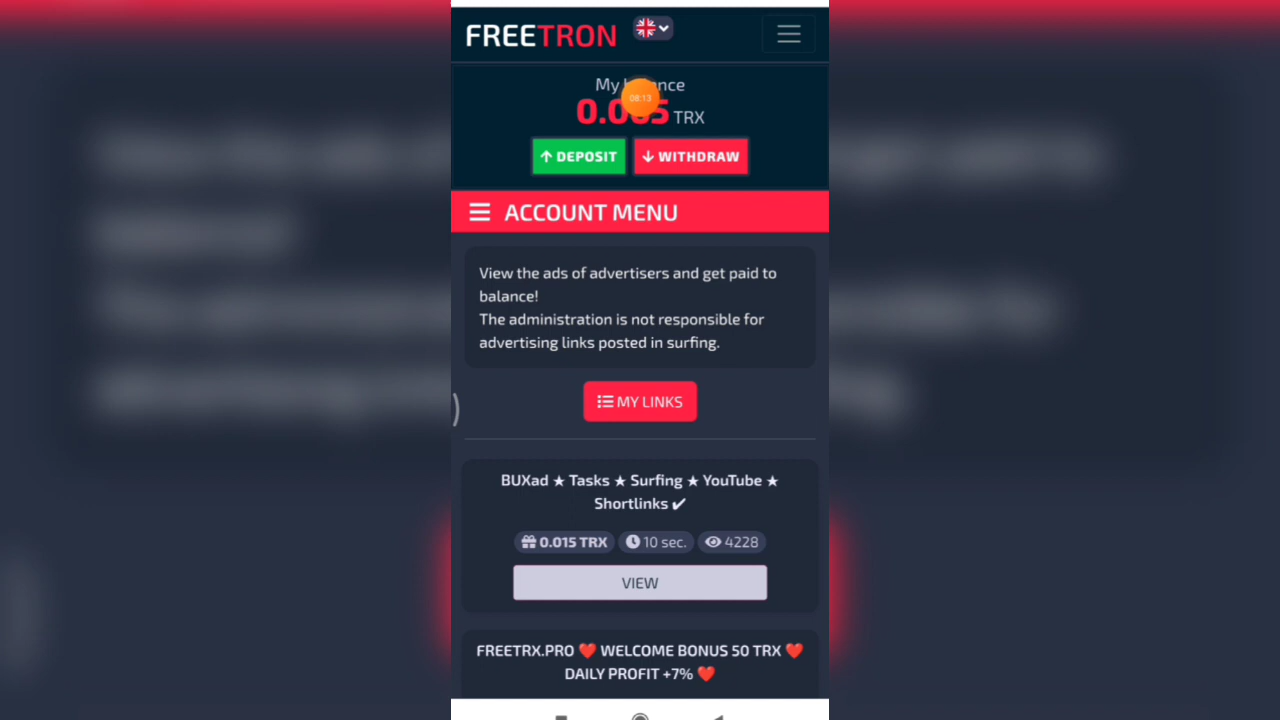 FREETRON
08:13
TRX
DEPOSIT
WITHDRAW
ACCOUNT MENU
View the ads of advertisers and get paid to
balance!
The administration is not responsible for
advertising links posted in surfing.
MY LINKS
BUXad ★ Tasks ★ Surfing ★ YouTube ★
Shortlinks ✔
0.015 TRX 10 sec. 4228
VIEW
FREETRX.PRO ❤️ WELCOME BONUS 50 TRX ❤️
DAILY PROFIT +7% ❤️